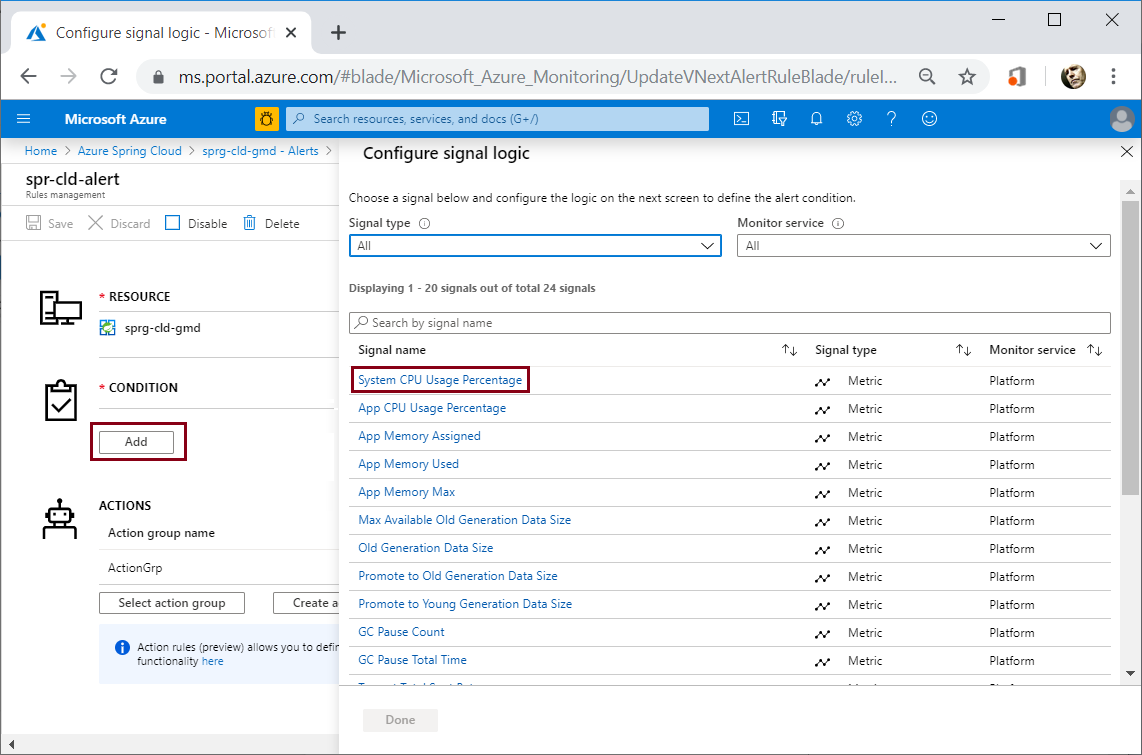 Configure signal logic - Microsof
ms.portal.azure.com/#blade/Microsoft_Azure_Monitoring/UpdateVNextAlertRuleBlade/ruleI...
Microsoft Azure
Search resources, services, and docs (G+/)
Home > Azure Spring Cloud > sprg-cld-gmd - Alerts >
spr-cld-alert
Rules management
Save Discard Disable Delete
* RESOURCE
sprg-cld-gmd
* CONDITION
Add
ACTIONS
Action group name
ActionGrp
Select action group Create a
Action rules (preview) allows you to defin
functionality here
Configure signal logic
Choose a signal below and configure the logic on the next screen to define the alert condition.
Signal type Monitor service
All All
Displaying 1 - 20 signals out of total 24 signals
Search by signal name
Signal name Signal type Monitor service
System CPU Usage Percentage Metric Platform
App CPU Usage Percentage Metric Platform
App Memory Assigned Metric Platform
App Memory Used Metric Platform
App Memory Max Metric Platform
Max Available Old Generation Data Size Metric Platform
Old Generation Data Size Metric Platform
Promote to Old Generation Data Size Metric Platform
Promote to Young Generation Data Size Metric Platform
GC Pause Count Metric Platform
GC Pause Total Time Metric Platform
Done